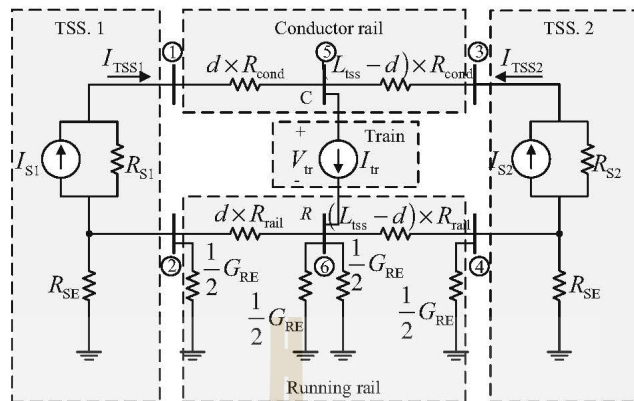 TSS. 1
Conductor rail
TSS. 2
I_TSS1
①
d × R_cond
⑤
L_tss − d) × R_cond
③
I_TSS2
C
+
Train
I_S1
R_S1
V_tr
I_tr
I_S2
R_S2
-
d × R_rail
R
(L_tss − d) × R_rail
②
⑥
④
R_SE
1/2 G_RE
1/2 G_RE
1/2 G_RE
1/2 G_RE
R_SE
Running rail